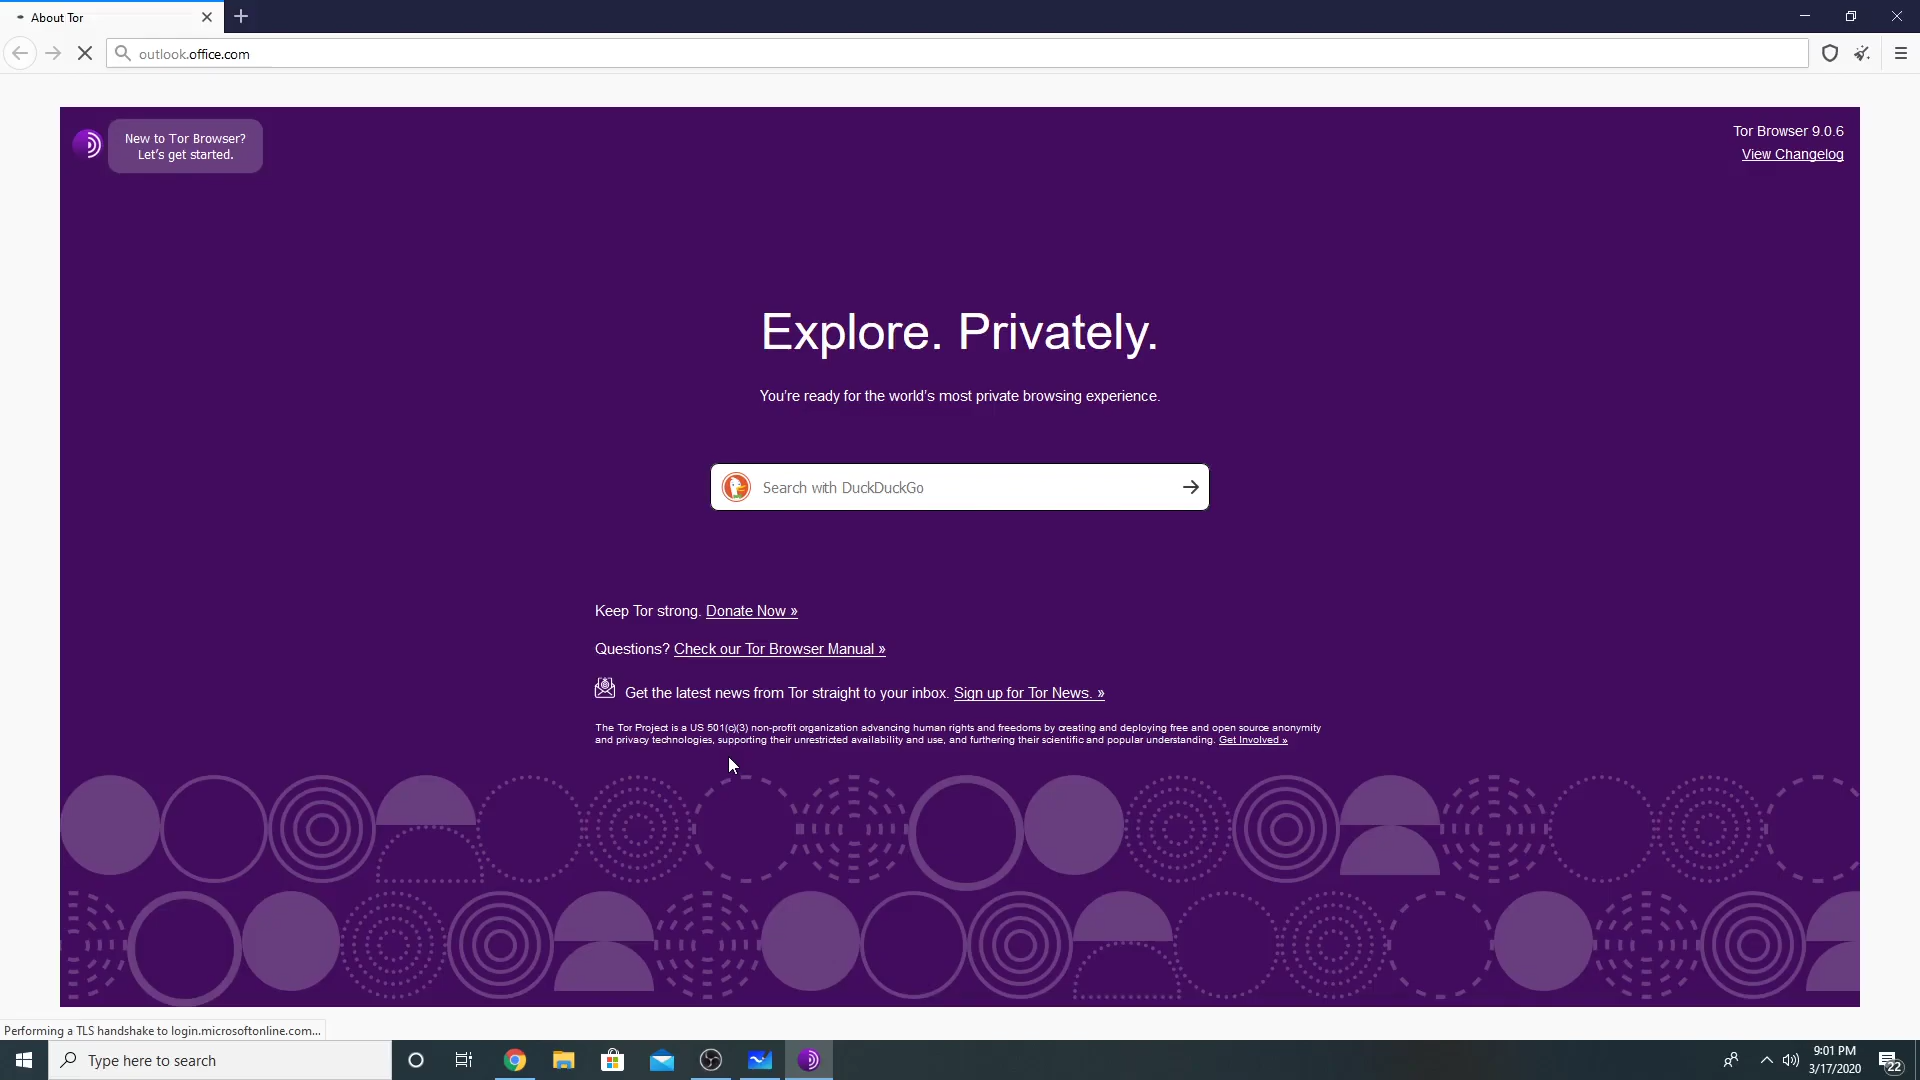 About Tor
outlook.office.com
New to Tor Browser?
Let's get started.
Tor Browser 9.0.6
View Changelog
Explore. Privately.
You're ready for the world's most private browsing experience.
Search with DuckDuckGo
Keep Tor strong. Donate Now »
Questions? Check our Tor Browser Manual »
Get the latest news from Tor straight to your inbox. Sign up for Tor News. »
The Tor Project is a US 501(c)(3) non-profit organization advancing human rights and freedoms by creating and deploying free and open source anonymity
and privacy technologies, supporting their unrestricted availability and use, and furthering their scientific and popular understanding. Get Involved »
Performing a TLS handshake to login.microsoftonline.com...
Type here to search
9:01 PM
3/17/2020
22